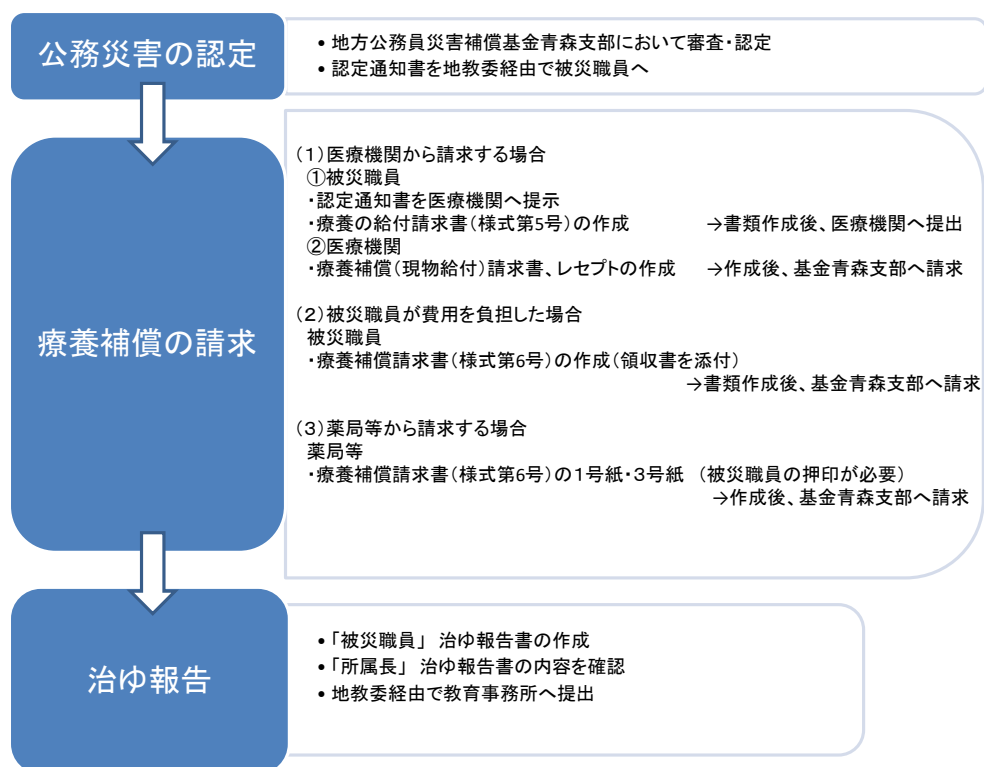 公務災害の認定
• 地方公務員災害補償基金青森支部において審査・認定
• 認定通知書を地教委経由で被災職員へ
療養補償の請求
（１）医療機関から請求する場合
①被災職員
・認定通知書を医療機関へ提示
・療養の給付請求書（様式第5号）の作成　→書類作成後、医療機関へ提出
②医療機関
・療養補償（現物給付）請求書、レセプトの作成　→作成後、基金青森支部へ請求
（２）被災職員が費用を負担した場合
被災職員
・療養補償請求書（様式第6号）の作成（領収書を添付）
→書類作成後、基金青森支部へ請求
（３）薬局等から請求する場合
薬局等
・療養補償請求書（様式第6号）の１号紙・３号紙　（被災職員の押印が必要）
→作成後、基金青森支部へ請求
治ゆ報告
• 「被災職員」 治ゆ報告書の作成
• 「所属長」 治ゆ報告書の内容を確認
• 地教委経由で教育事務所へ提出